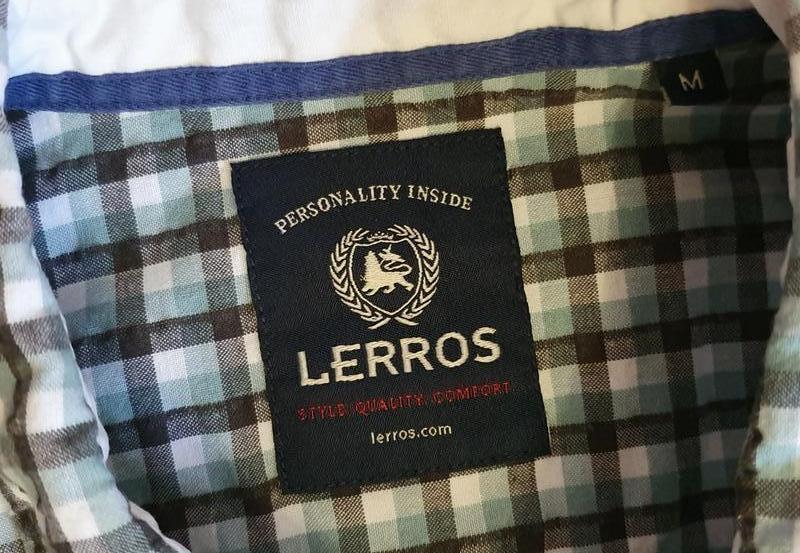 M
PERSONALITY INSIDE
LERROS
STYLE. QUALITY. COMFORT
lerros.com